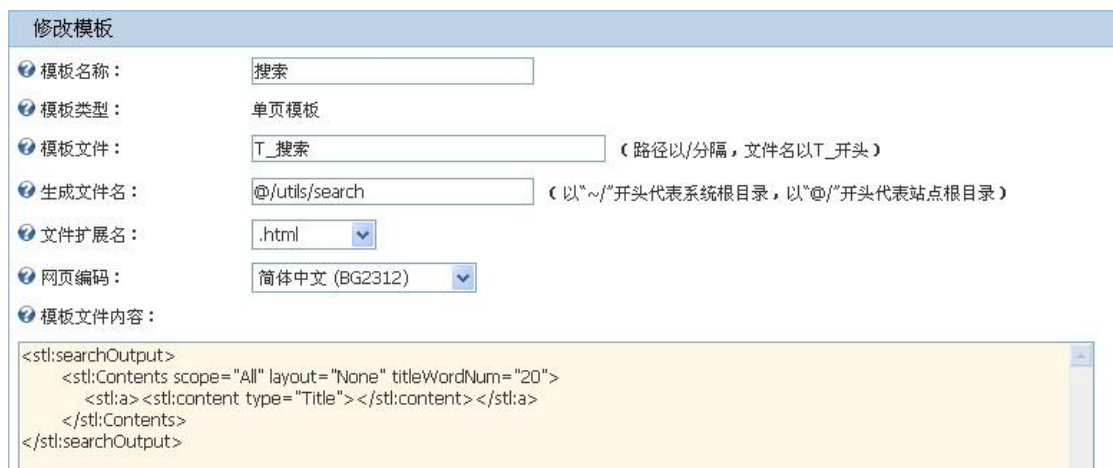 修改模板
模板名称： 搜索
模板类型： 单页模板
模板文件： T_搜索 （路径以/分隔，文件名以T_开头）
生成文件名： @/utils/search （以“~/”开头代表系统根目录，以“@/”开头代表站点根目录）
文件扩展名： .html
网页编码： 简体中文 (BG2312)
模板文件内容：
<stl:searchOutput>
<stl:Contents scope="All" layout="None" titleWordNum="20">
<stl:a><stl:content type="Title"></stl:content></stl:a>
</stl:Contents>
</stl:searchOutput>